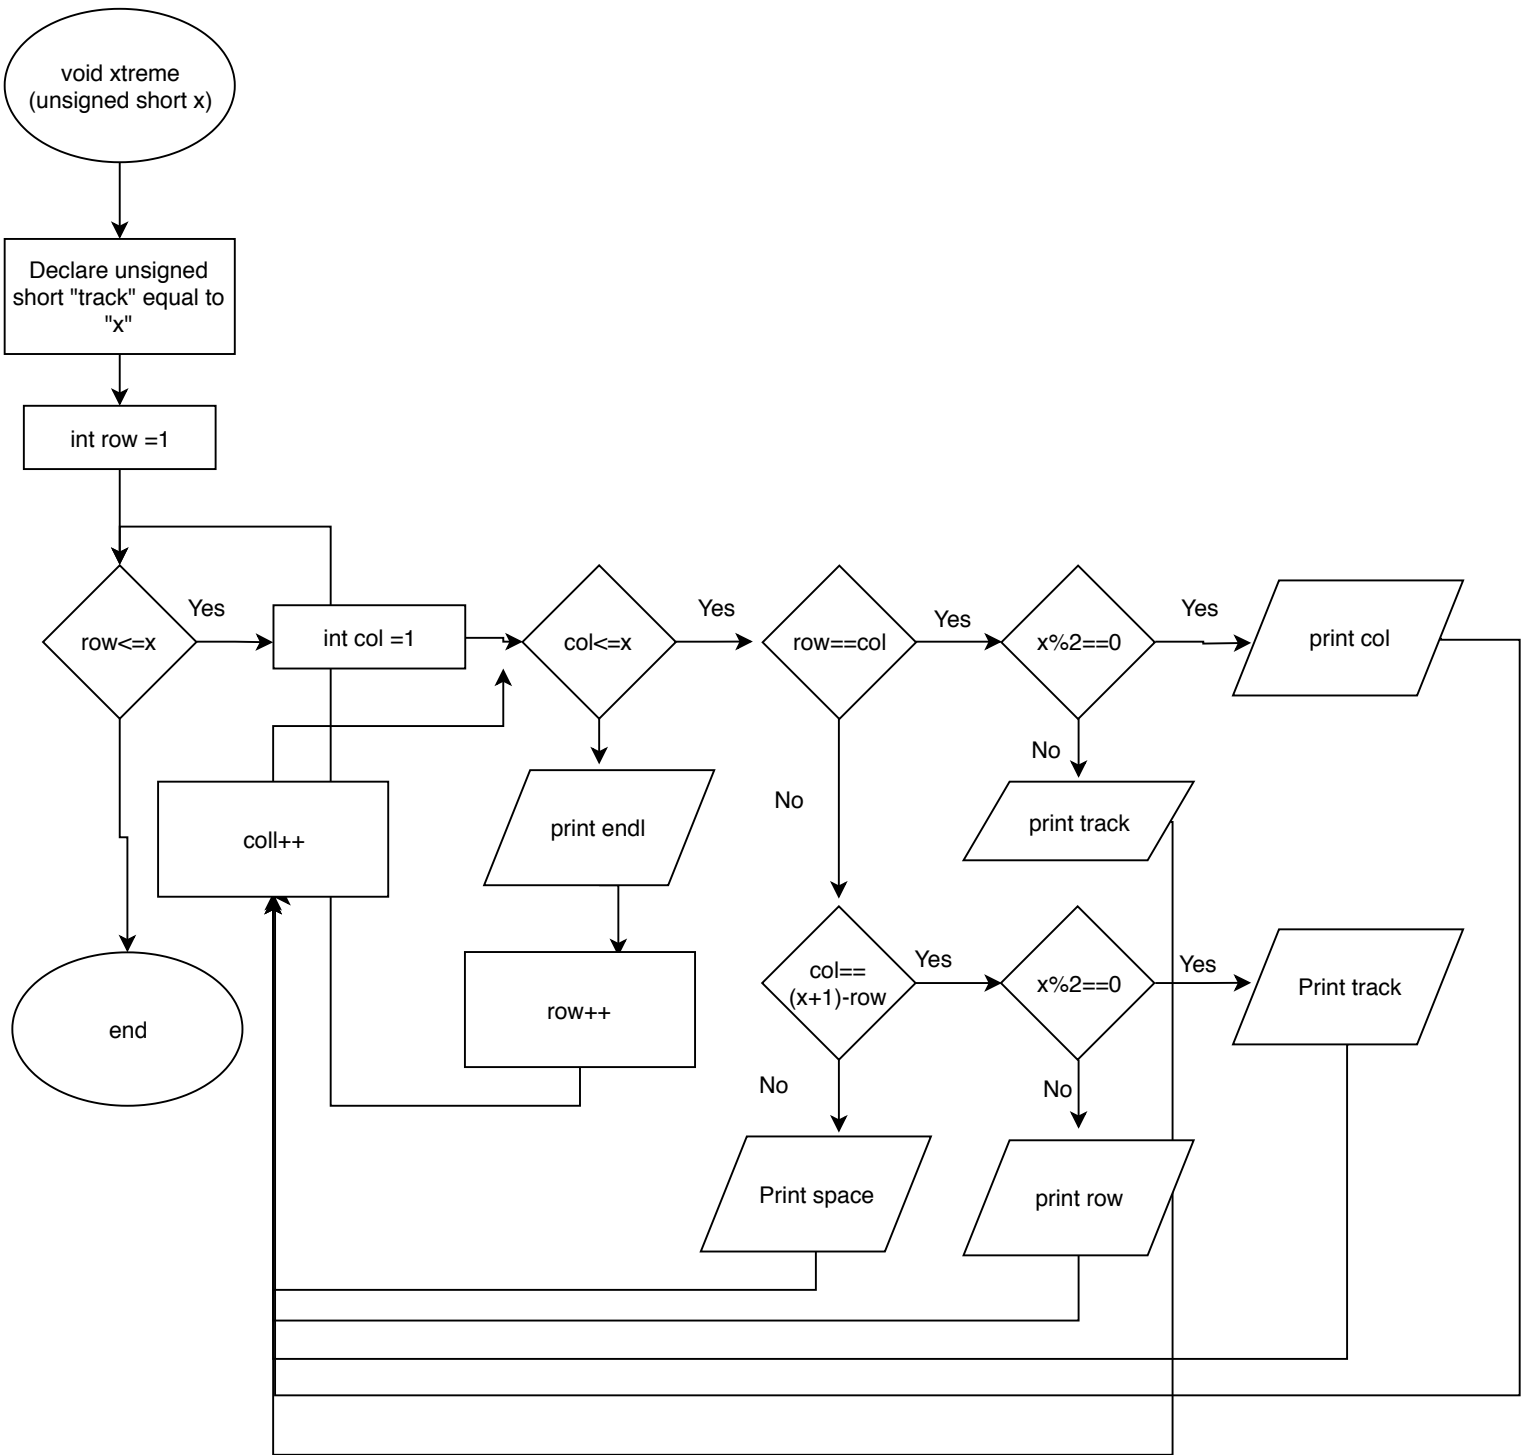 void xtreme
(unsigned short x)
Declare unsigned
short "track" equal to
"x"
int row =1
row<=x
Yes
int col =1
col<=x
Yes
row==col
Yes
x%2==0
Yes
print col
No
print track
No
coll++
print endl
end
row++
col==
(x+1)-row
Yes
x%2==0
Yes
Print track
No
Print space
No
print row